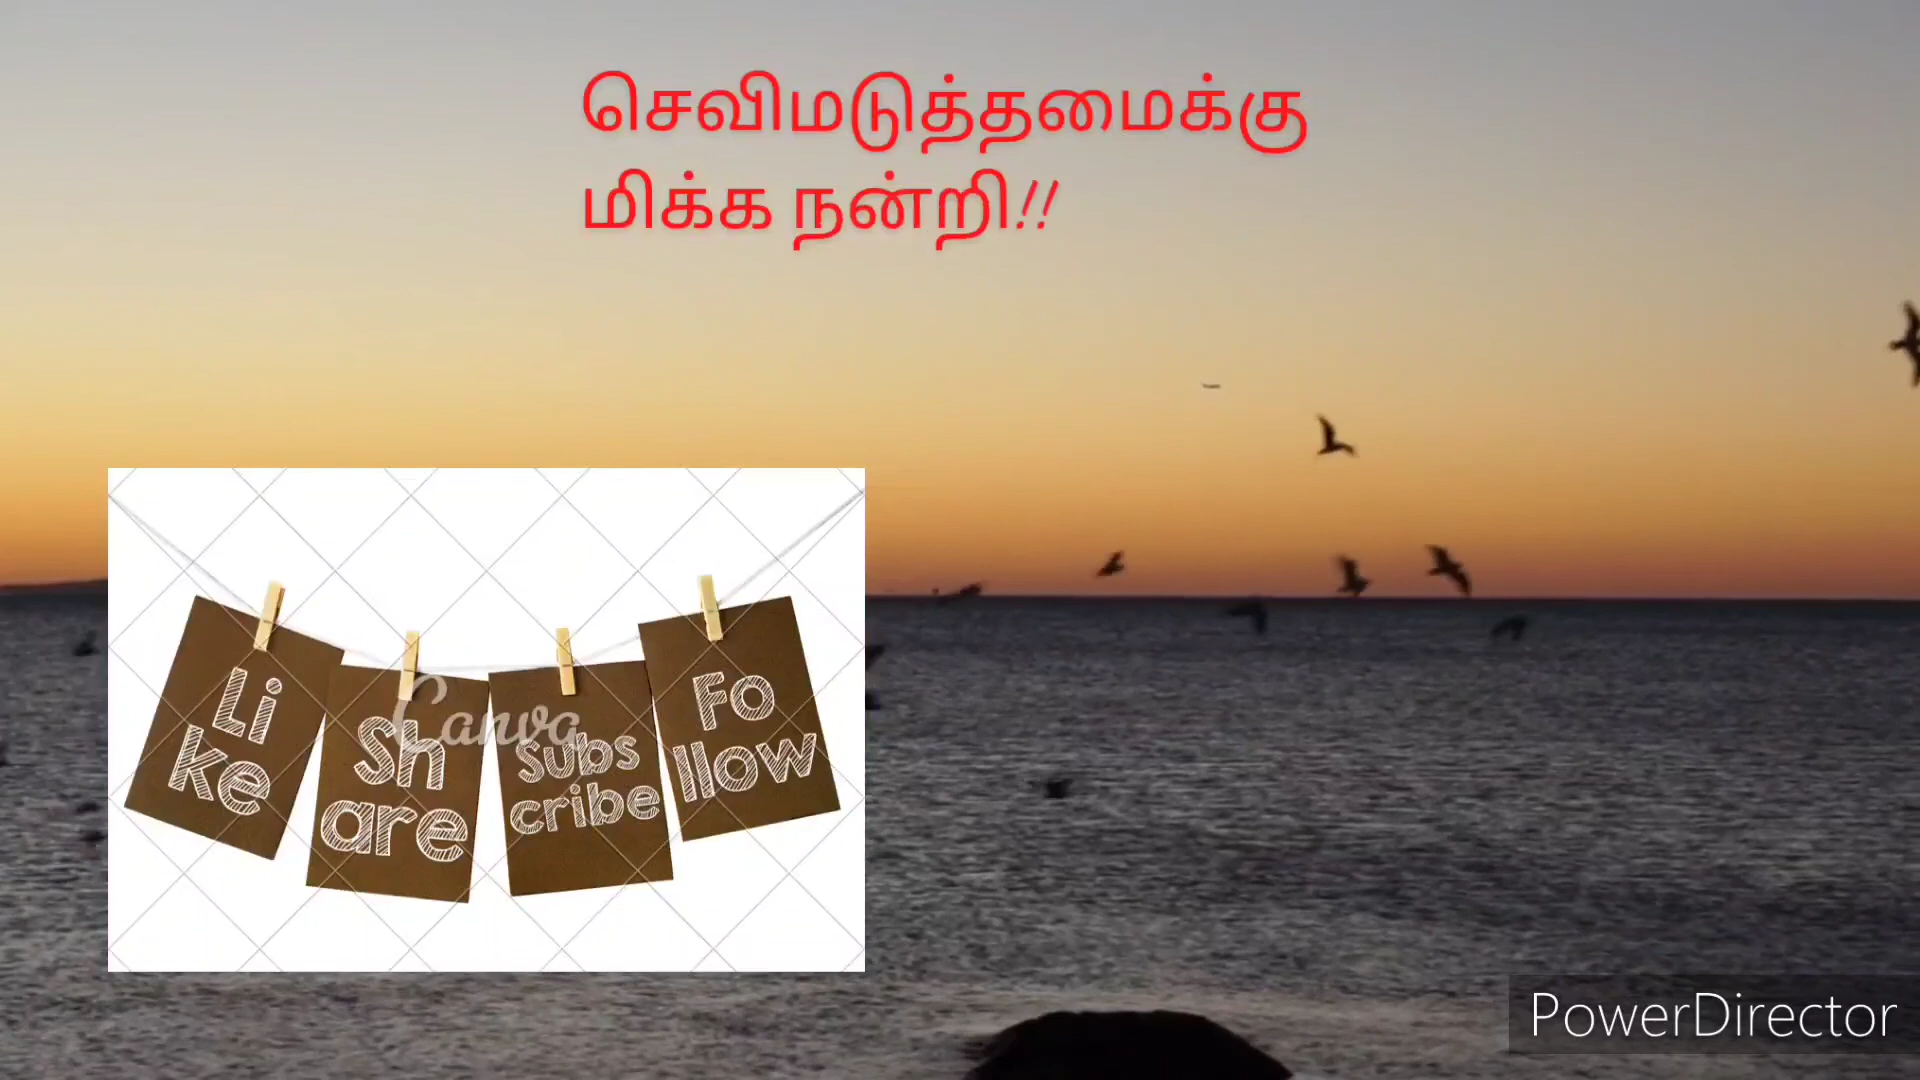 செவிமடுத்தமைக்கு
மிக்க நன்றி!!
Li
ke
Sh
are
Subs
cribe
Fo
llow
Canva
PowerDirector